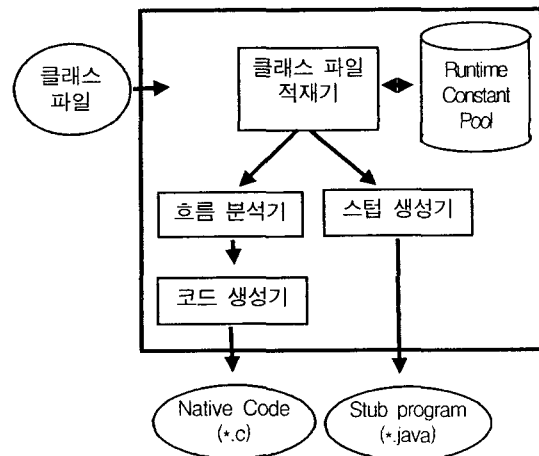 클래스
파일
클래스 파일
적재기
Runtime
Constant
Pool
흐름 분석기
스텁 생성기
코드 생성기
Native Code
(*.c)
Stub program
(*.java)